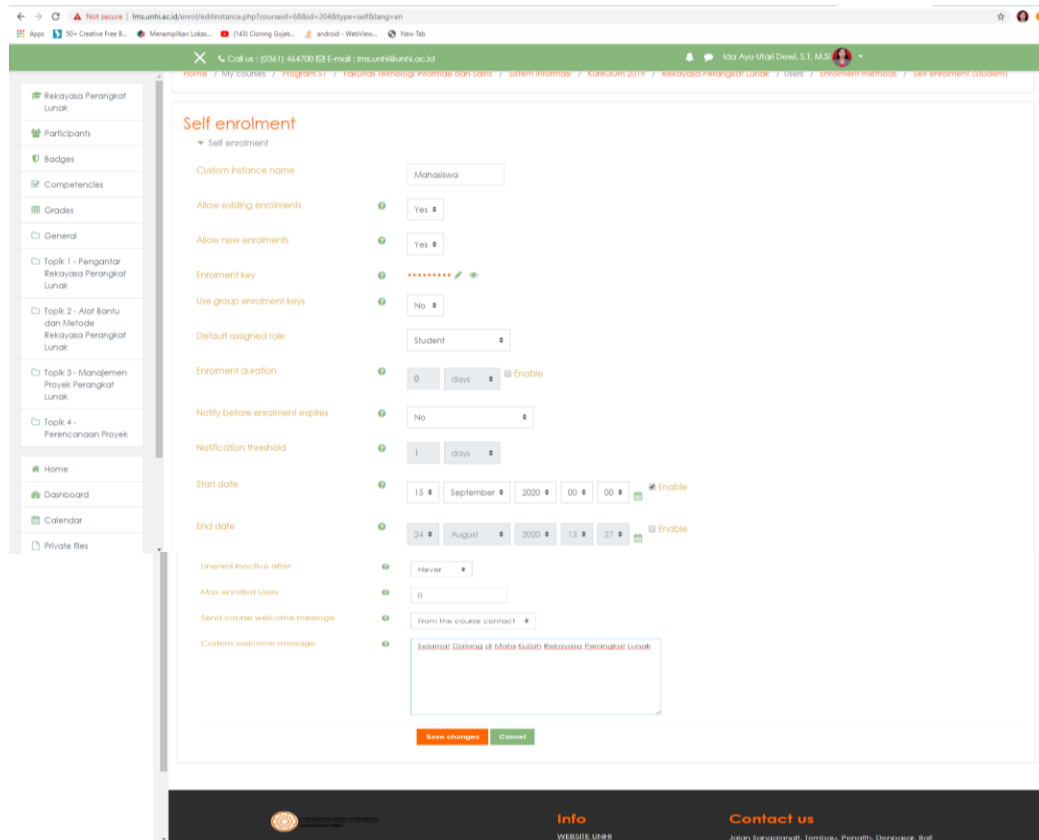 Not secure | lms.unhi.ac.id/enrol/editinstance.php?courseid=68&id=204&type=self&lang=en
Apps 50+ Creative Free B... Menampilkan Lokas... (143) Cloning Gojek... android - WebView... New Tab
Call us : (0361) 464700 E-mail : lms.unhi@unhi.ac.id Ida Ayu Utari Dewi, S.T, M.SI
Home / My courses / Program S1 / Fakultas Teknologi Informasi dan Sains / Sistem Informasi / Kurikulum 2019 / Rekayasa Perangkat Lunak / Users / Enrolment methods / Self enrolment (Student)
Rekayasa Perangkat
Lunak
Participants
Badges
Competencies
Grades
General
Topik 1 - Pengantar
Rekayasa Perangkat
Lunak
Topik 2 - Alat Bantu
dan Metode
Rekayasa Perangkat
Lunak
Topik 3 - Manajemen
Proyek Perangkat
Lunak
Topik 4 -
Perencanaan Proyek
Home
Dashboard
Calendar
Private files
Self enrolment
Self enrolment
Custom instance name Mahasiswa
Allow existing enrolments Yes
Allow new enrolments Yes
Enrolment key •••••••••
Use group enrolment keys No
Default assigned role Student
Enrolment duration 0 days Enable
Notify before enrolment expires No
Notification threshold 1 days
Start date 15 September 2020 00 00 Enable
End date 24 August 2020 13 27 Enable
Unenrol inactive after Never
Max enrolled users 0
Send course welcome message From the course contact
Custom welcome message Selamat Datang di Mata Kuliah Rekayasa Perangkat Lunak
Save changes Cancel
Info Contact us
WEBSITE UNHI Jalan Sangalangit, Tembau, Penatih, Denpasar, Bali